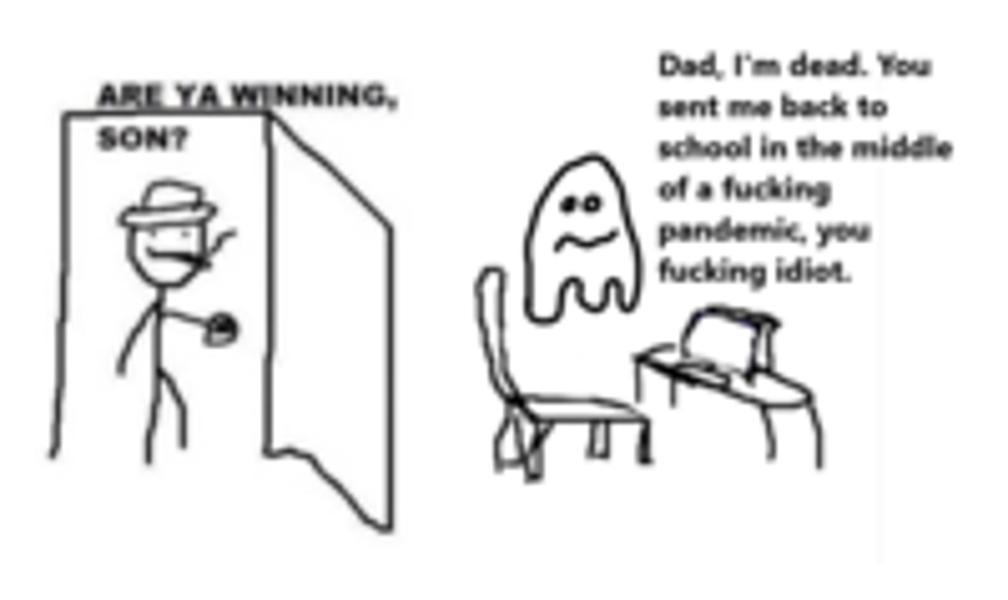 ARE YA WINNING,
SON?
Dad, I'm dead. You
sent me back to
school in the middle
of a fucking
pandemic, you
fucking idiot.